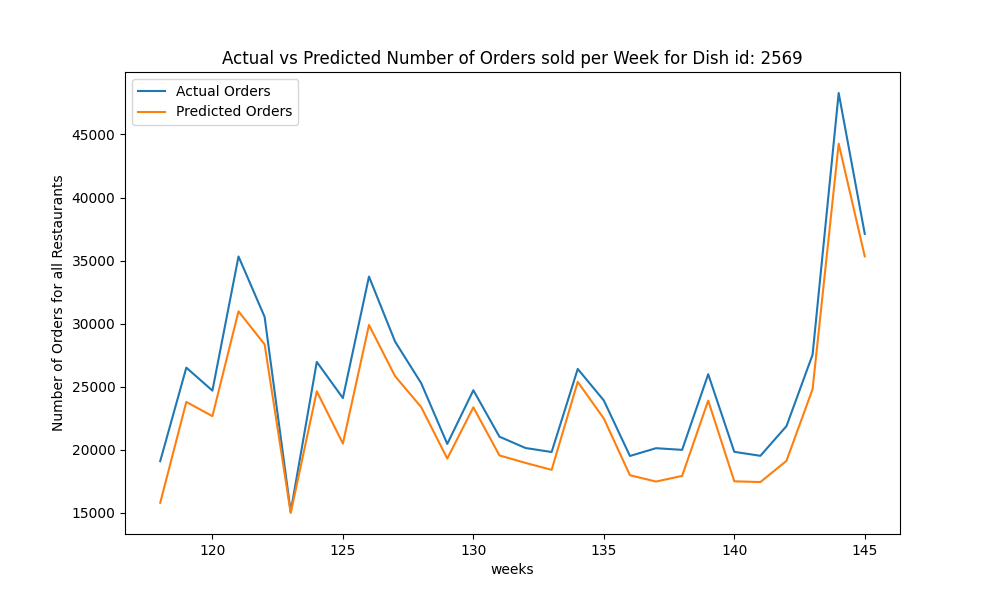 Actual vs Predicted Number of Orders sold per Week for Dish id: 2569
Actual Orders
Predicted Orders
Number of Orders for all Restaurants
45000
40000
35000
30000
25000
20000
15000
120 125 130 135 140 145
weeks